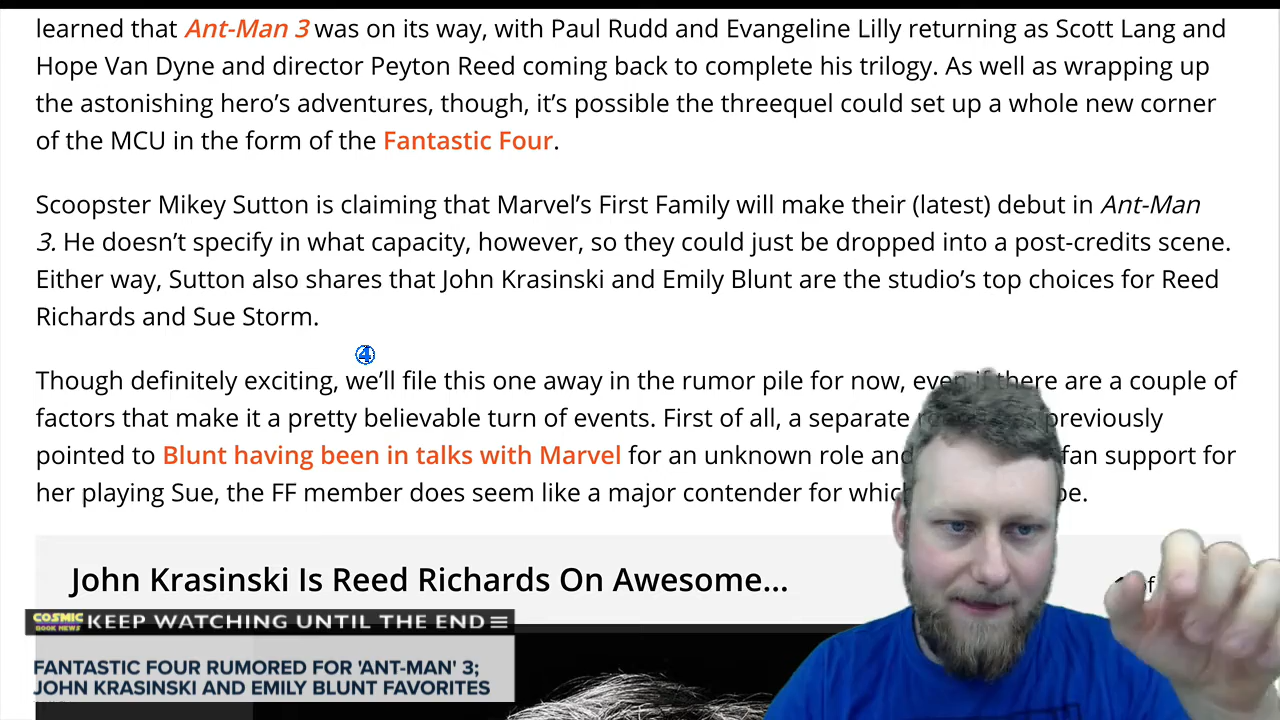 learned that Ant-Man 3 was on its way, with Paul Rudd and Evangeline Lilly returning as Scott Lang and
Hope Van Dyne and director Peyton Reed coming back to complete his trilogy. As well as wrapping up
the astonishing hero’s adventures, though, it’s possible the threequel could set up a whole new corner
of the MCU in the form of the Fantastic Four.
Scoopster Mikey Sutton is claiming that Marvel’s First Family will make their (latest) debut in Ant-Man
3. He doesn’t specify in what capacity, however, so they could just be dropped into a post-credits scene.
Either way, Sutton also shares that John Krasinski and Emily Blunt are the studio’s top choices for Reed
Richards and Sue Storm.
4
Though definitely exciting, we’ll file this one away in the rumor pile for now, even if there are a couple of
factors that make it a pretty believable turn of events. First of all, a separate previously
pointed to Blunt having been in talks with Marvel for an unknown role and fan support for
her playing Sue, the FF member does seem like a major contender for be.
John Krasinski Is Reed Richards On Awesome...
of
COSMIC
BOOK NEWS
KEEP WATCHING UNTIL THE END
FANTASTIC FOUR RUMORED FOR 'ANT-MAN' 3;
JOHN KRASINSKI AND EMILY BLUNT FAVORITES